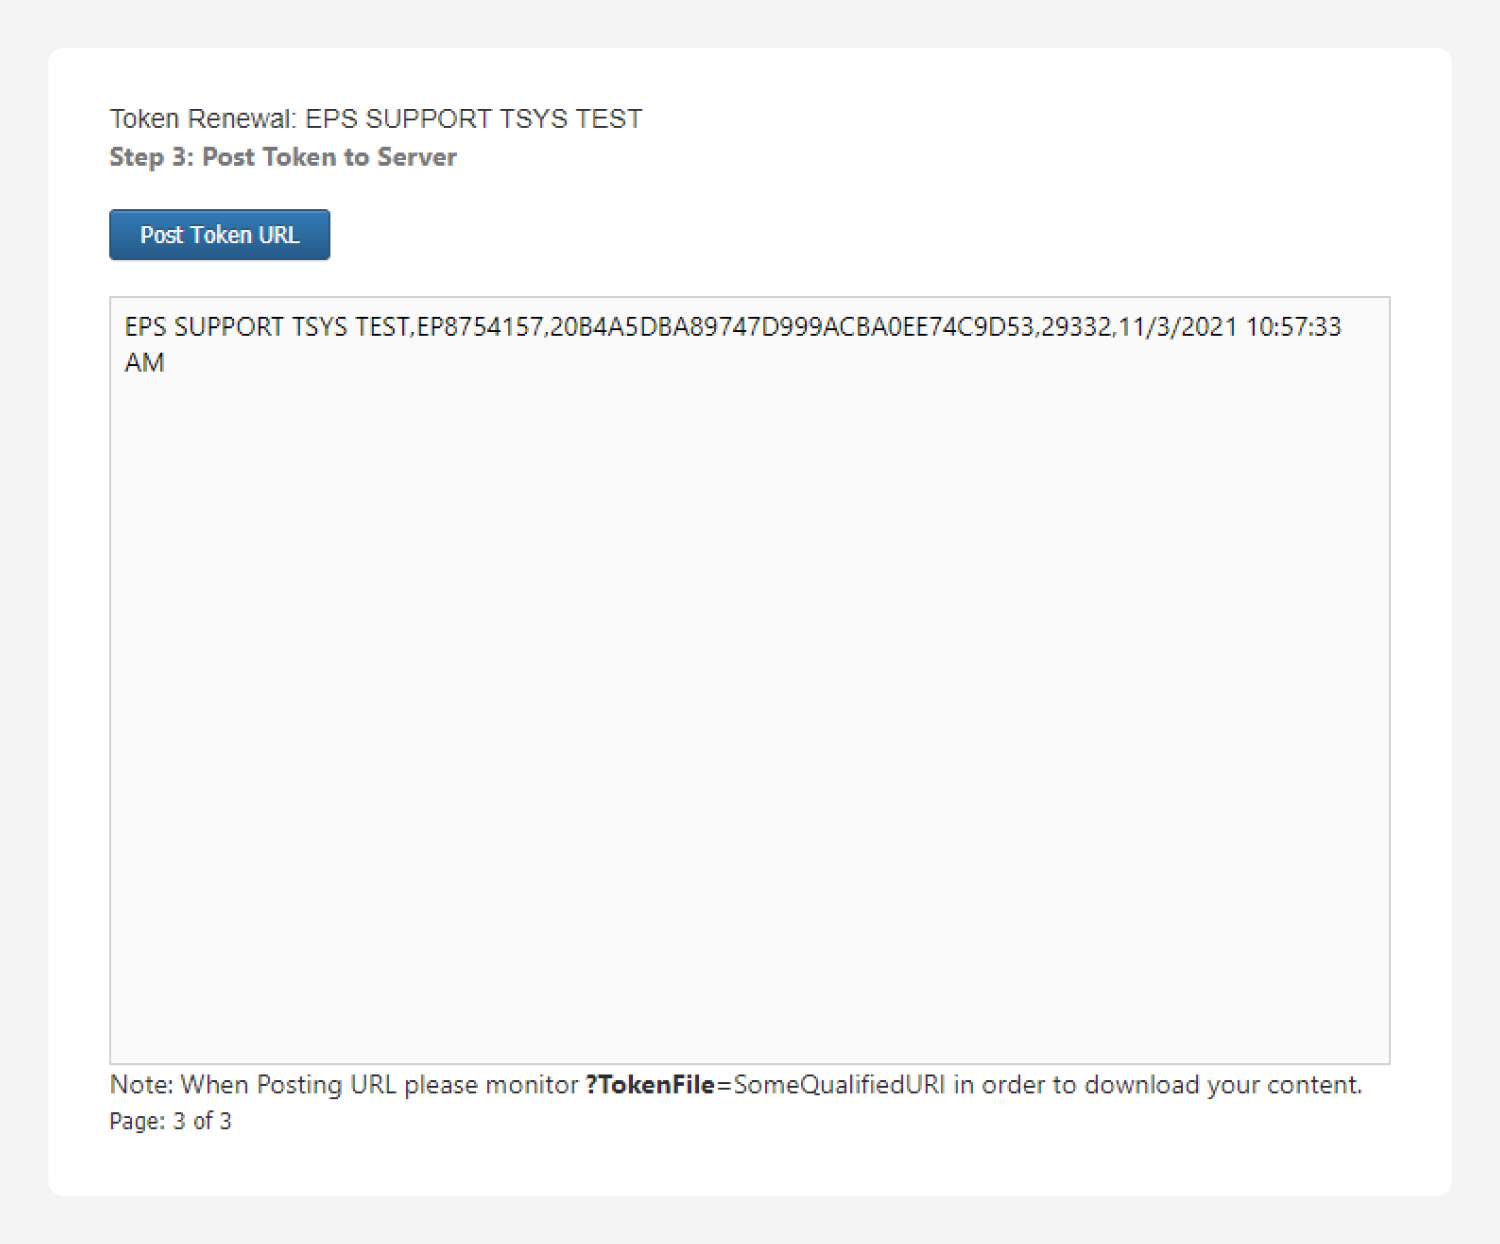 Token Renewal: EPS SUPPORT TSYS TEST
Step 3: Post Token to Server
Post Token URL
EPS SUPPORT TSYS TEST,EP8754157,20B4A5DBA89747D999ACBA0EE74C9D53,29332,11/3/2021 10:57:33
AM
Note: When Posting URL please monitor ?TokenFile=SomeQualifiedURI in order to download your content.
Page: 3 of 3